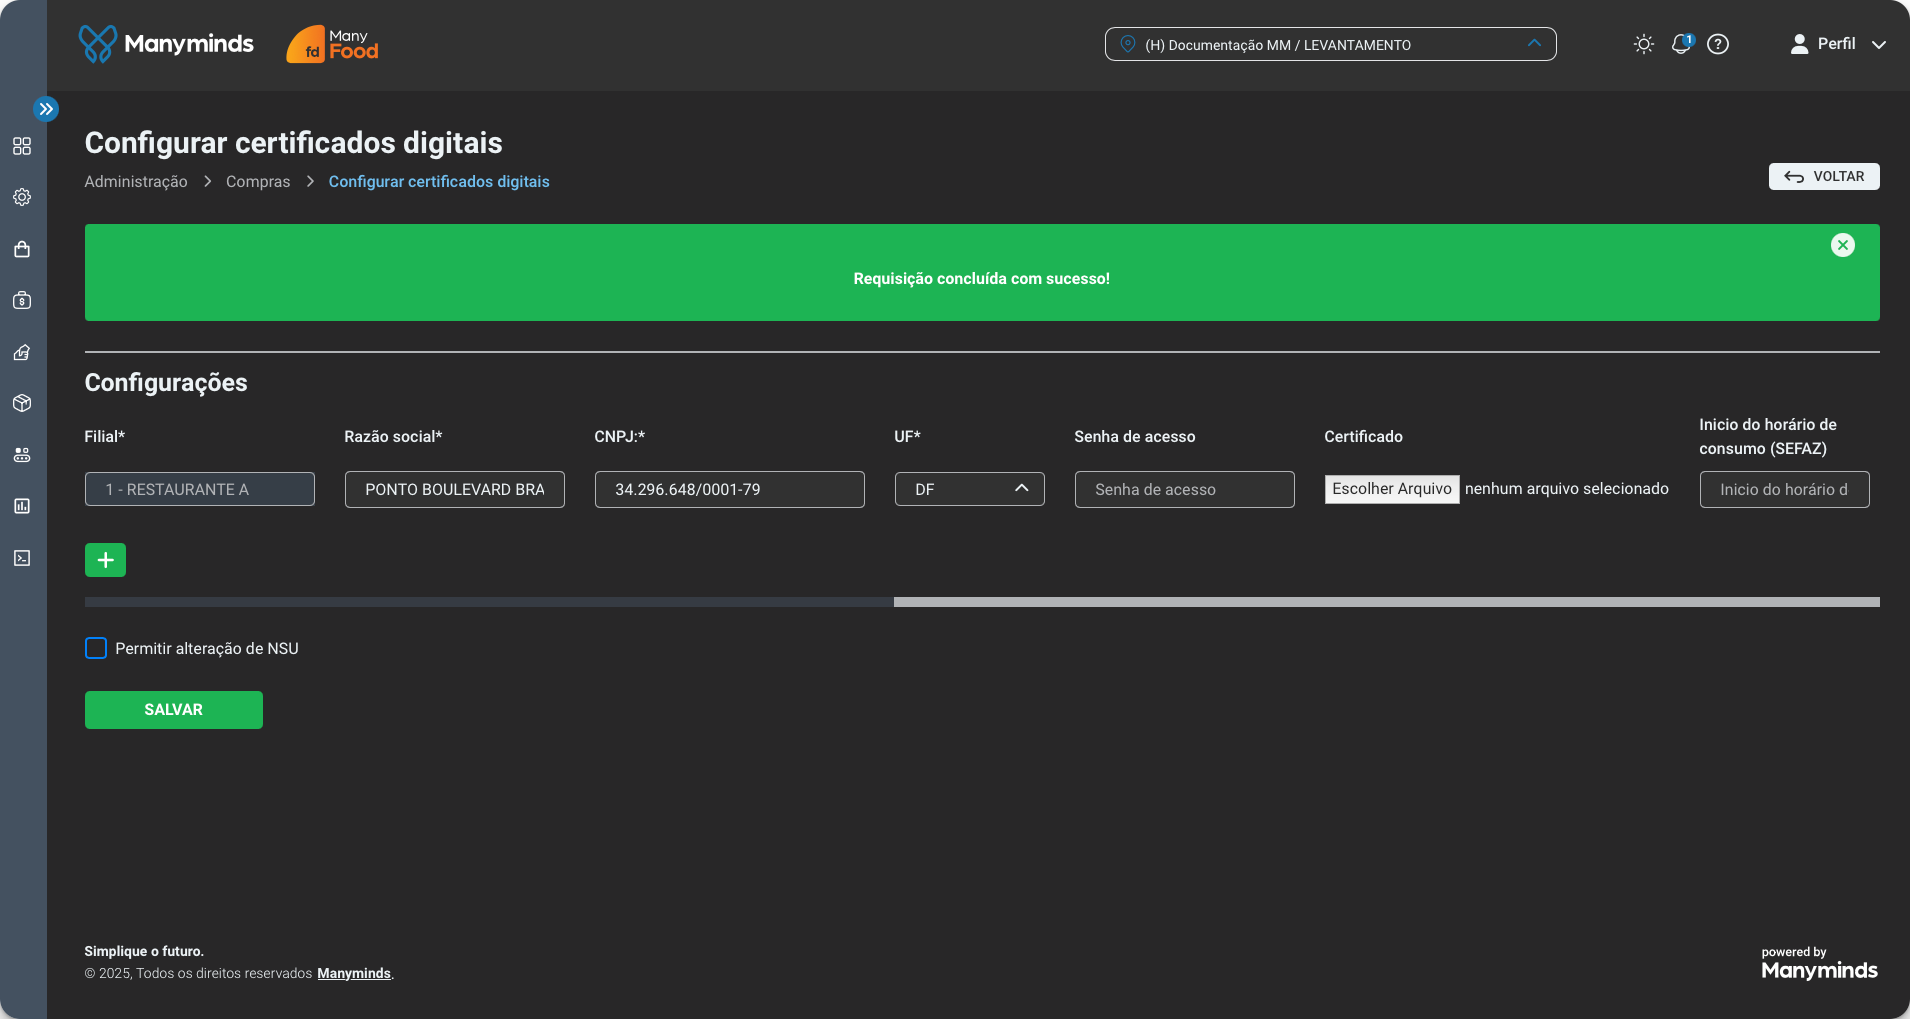 Manyminds
Many
fd Food
(H) Documentação MM / LEVANTAMENTO
1
?
Perfil
Configurar certificados digitais
Administração > Compras > Configurar certificados digitais
VOLTAR
Requisição concluída com sucesso!
Configurações
Filial*
Razão social*
CNPJ:*
UF*
Senha de acesso
Certificado
Inicio do horário de
consumo (SEFAZ)
1 - RESTAURANTE A
PONTO BOULEVARD BRA
34.296.648/0001-79
DF
Senha de acesso
Escolher Arquivo nenhum arquivo selecionado
Inicio do horário d
+
Permitir alteração de NSU
SALVAR
Simplique o futuro.
© 2025, Todos os direitos reservados Manyminds.
powered by
Manyminds